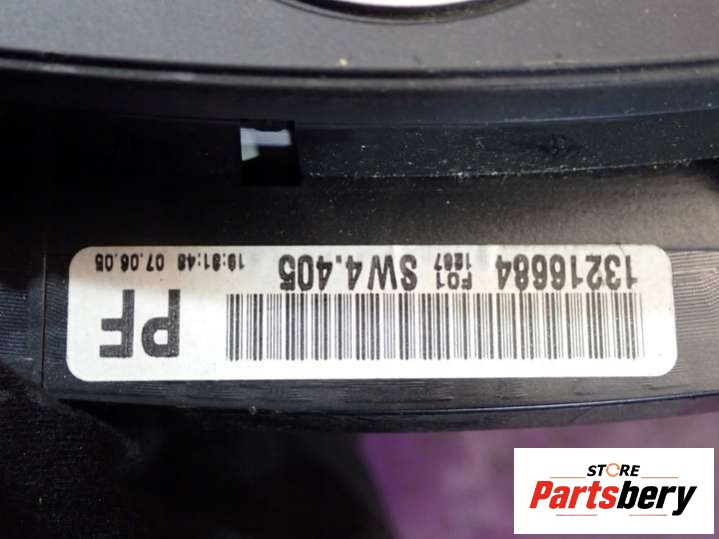 PF
13216684 F01 SW4.405 07.06.05
STORE
Partsbery